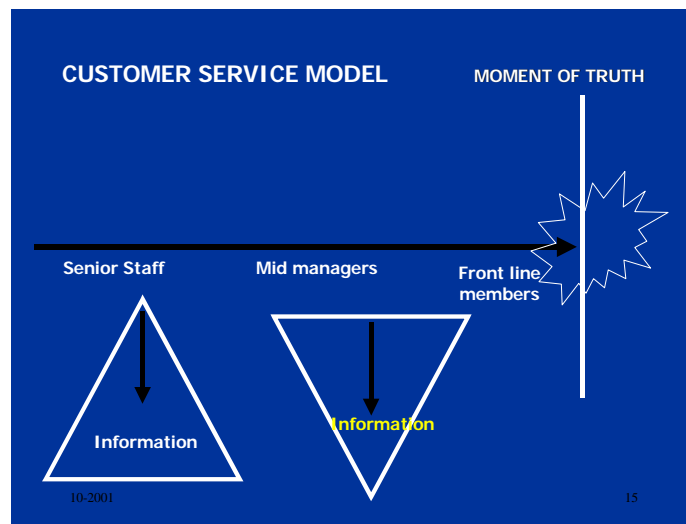 CUSTOMER SERVICE MODEL
MOMENT OF TRUTH
Senior Staff
Mid managers
Front line
members
Information
Information
10-2001
15